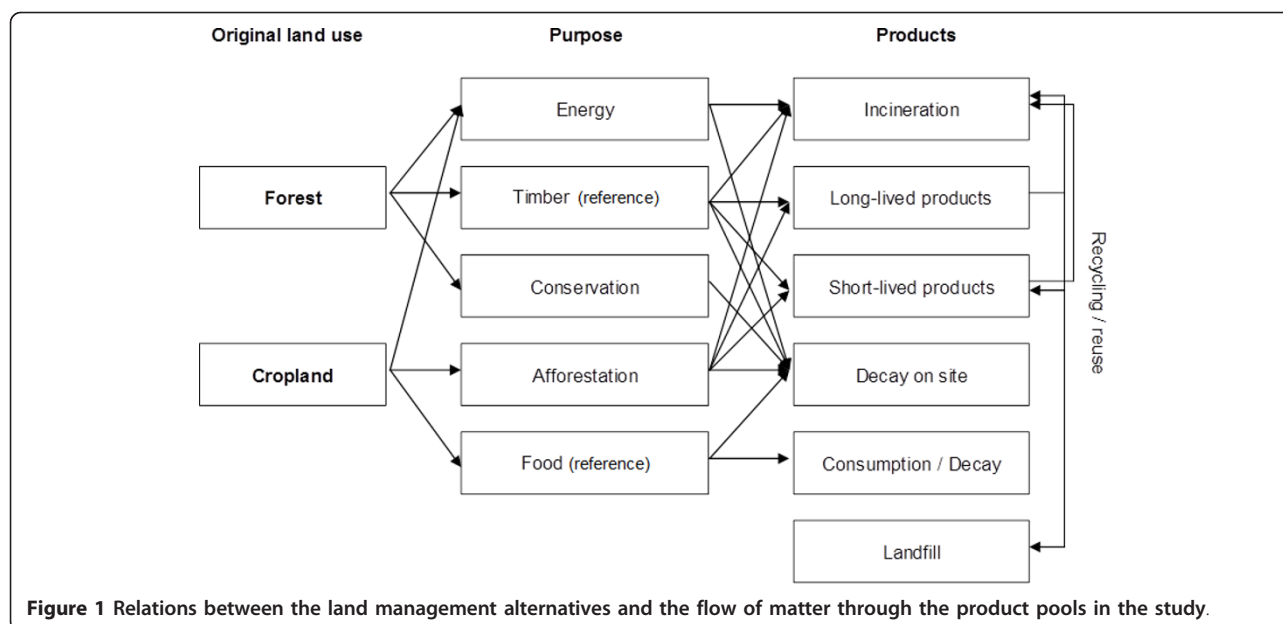 Original land use
Purpose
Products
Energy
Incineration
Forest
Timber (reference)
Long-lived products
Conservation
Short-lived products
Recycling / reuse
Cropland
Afforestation
Decay on site
Food (reference)
Consumption / Decay
Landfill
Figure 1 Relations between the land management alternatives and the flow of matter through the product pools in the study.